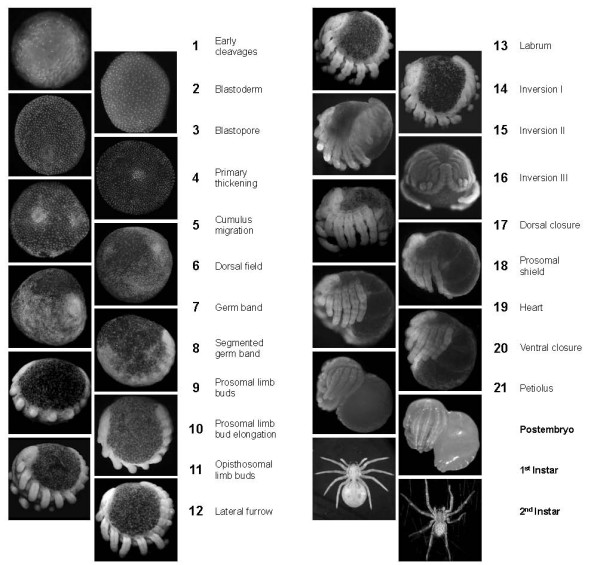 1 Early
cleavages
2 Blastoderm
3 Blastopore
4 Primary
thickening
5 Cumulus
migration
6 Dorsal field
7 Germ band
8 Segmented
germ band
9 Prosomal limb
buds
10 Prosomal limb
bud elongation
11 Opisthosomal
limb buds
12 Lateral furrow
13 Labrum
14 Inversion I
15 Inversion II
16 Inversion III
17 Dorsal closure
18 Prosomal
shield
19 Heart
20 Ventral closure
21 Petiolus
Postembryo
1st Instar
2nd Instar